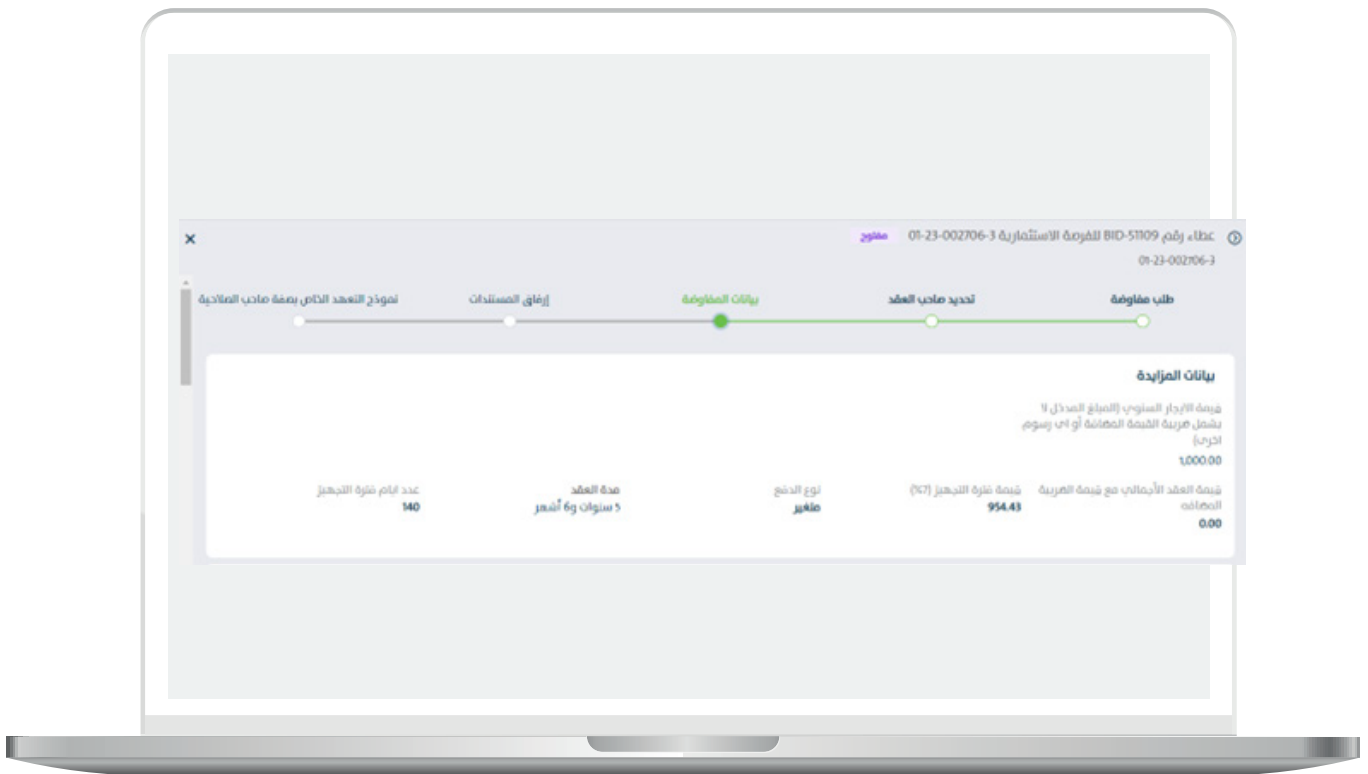 عطاء رقم BID-51109 للفرصة الاستثمارية 3-002706-23-01 مفتوح
01-23-002706-3
طلب مفاوضة
تحديد صاحب العقد
بيانات المفاوضة
إرفاق المستندات
نموذج التعهد الخاص بصفة صاحب الصلاحية
بيانات المزايدة
قيمة الايجار السنوي (المبلغ المدخل لا
يشمل ضريبة القيمة المضافة أو اي رسوم
اخرى)
1,000.00
قيمة العقد الأجمالي مع قيمة الضريبة
المضافه
0.00
قيمة فترة التجهيز (7%)
954.43
نوع الدفع
متغير
مدة العقد
5 سنوات و6 أشهر
عدد ايام فترة التجهيز
140